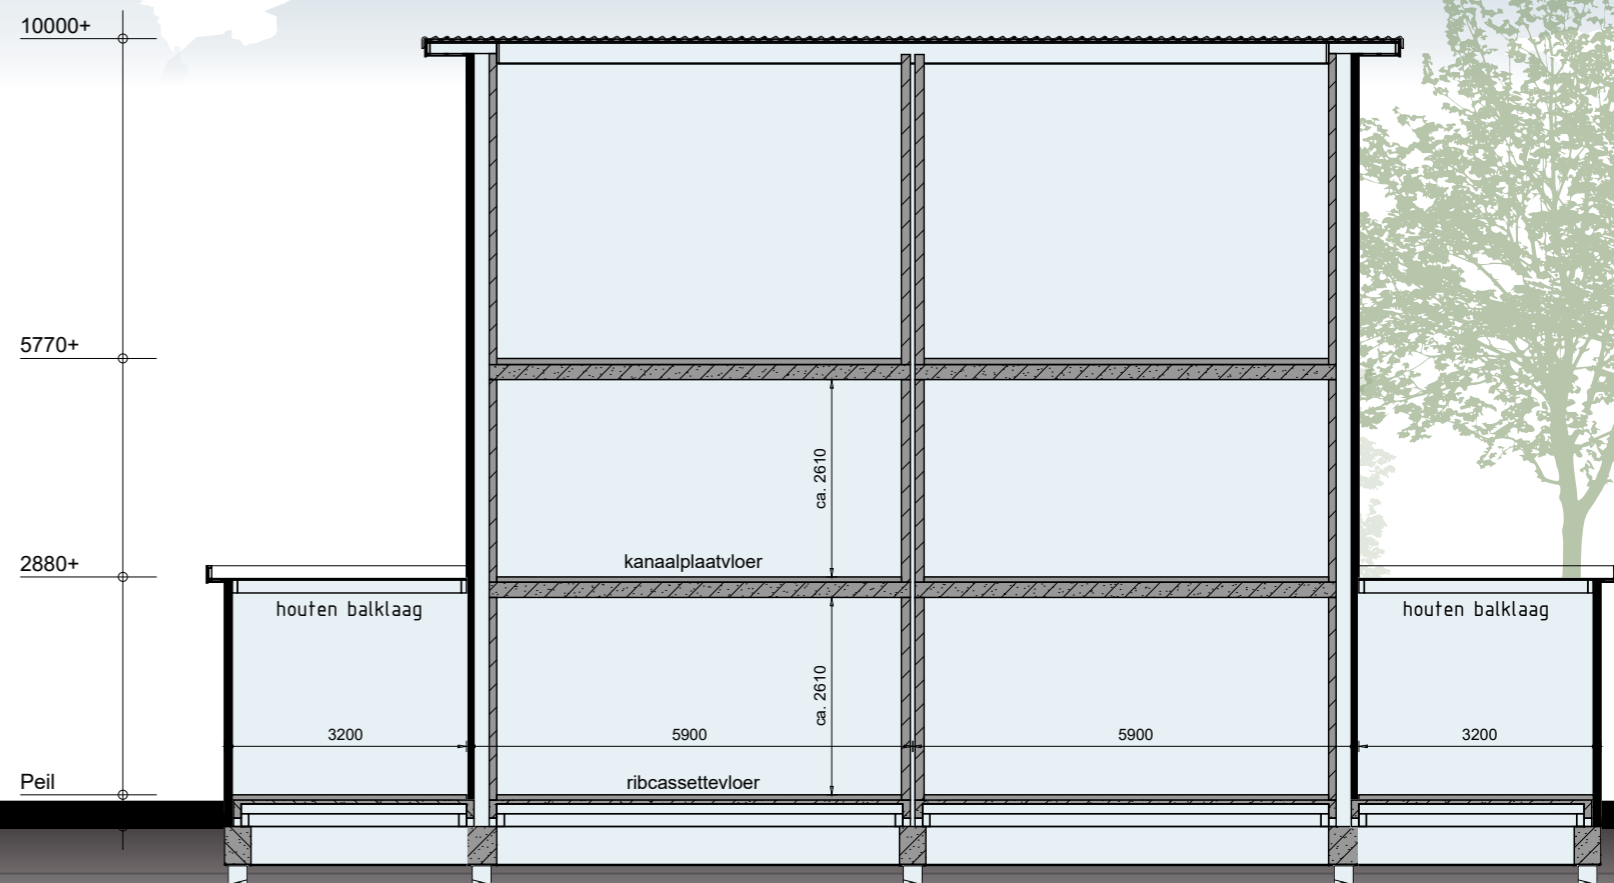 10000+
5770+
ca. 2610
kanaalplaatvloer
2880+
houten balklaag
houten balklaag
ca. 2610
3200
5900
5900
3200
Peil
ribcassettevloer